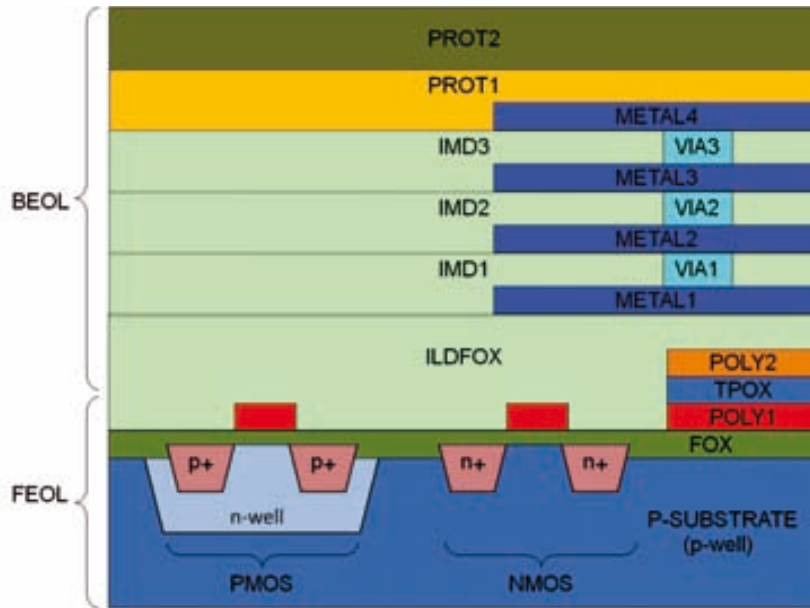 PROT2
PROT1
METAL4
IMD3
VIA3
METAL3
BEOL
IMD2
VIA2
METAL2
IMD1
VIA1
METAL1
ILDFOX
POLY2
TPOX
POLY1
FOX
p+
p+
n+
n+
FEOL
n-well
P-SUBSTRATE
(p-well)
PMOS
NMOS